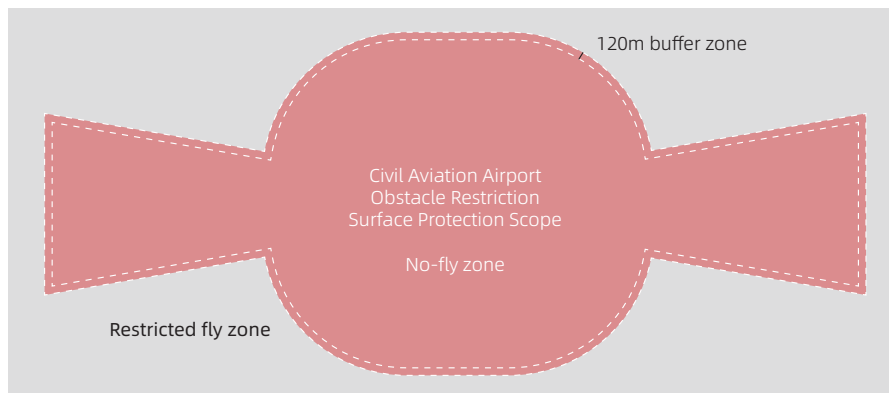 120m buffer zone
Civil Aviation Airport
Obstacle Restriction
Surface Protection Scope
No-fly zone
Restricted fly zone